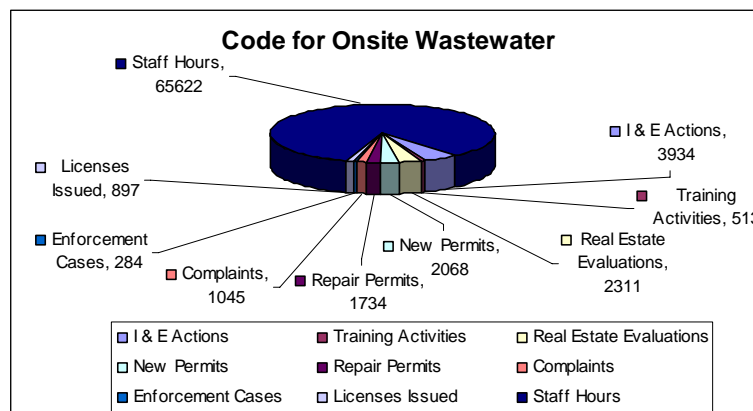 Code for Onsite Wastewater
Staff Hours,
65622
I & E Actions,
3934
Licenses
Issued, 897
Training
Activities, 513
Enforcement
Cases, 284
New Permits,
2068
Real Estate
Evaluations,
2311
Complaints,
1045
Repair Permits,
1734
I & E Actions
Training Activities
Real Estate Evaluations
New Permits
Repair Permits
Complaints
Enforcement Cases
Licenses Issued
Staff Hours